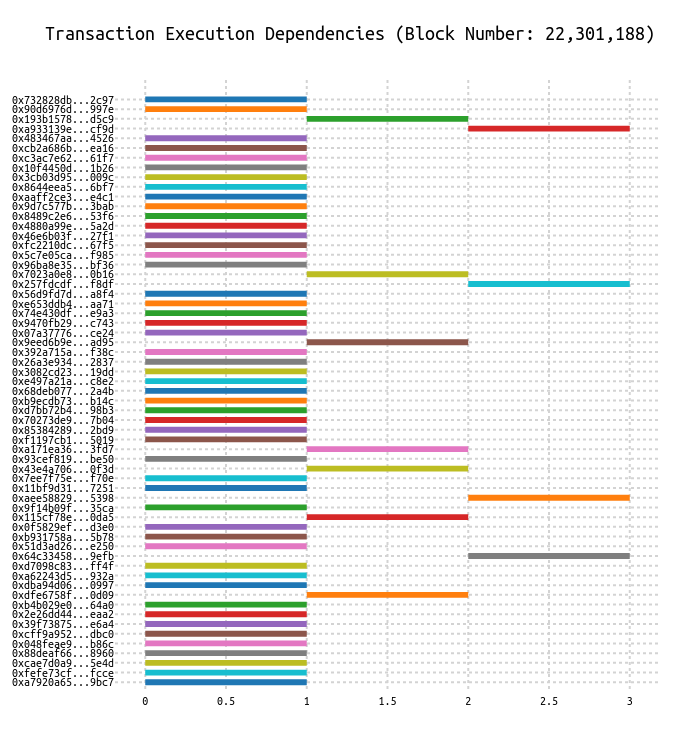 Transaction Execution Dependencies (Block Number: 22,301,188)
0x732828db...2c97
0x90d6976d...997e
0x193b1578...d5c9
0xa933139e...cf9d
0x483467aa...4526
0xcb2a686b...ea16
0xc3ac7e62...61f7
0x10f4450d...1b26
0x3cb03d95...009c
0x8644eea5...6bf7
0xaaff2ce3...e4c1
0x9d7c577b...3bab
0x8489c2e6...53f6
0x4880a99e...5a2d
0x46e6b03f...27f1
0xfc2210dc...67f5
0x5c7e05ca...f985
0x96ba8e35...bf36
0x7023a0e8...0b16
0x257fdcdf...f8df
0x56d9fd7d...a8f4
0xe653ddb4...aa71
0x74e430df...e9a3
0x9470fb29...c743
0x07a37776...ce24
0x9eed6b9e...ad95
0x392a715a...f38c
0x26a3e934...2837
0x3082cd23...19dd
0xe497a21a...c8e2
0x68deb077...2a4b
0xb9ecdb73...b14c
0xd7bb72b4...98b3
0x70273de9...7b04
0x85384289...2bd9
0xf1197cb1...5019
0xa171ea36...3fd7
0x93cef819...be50
0x43e4a706...0f3d
0x7ee7f75e...f70e
0x11bf9d31...7251
0xaee58829...5398
0x9f14b09f...35ca
0x115cf78e...0da5
0x0f5829ef...d3e0
0xb931758a...5b78
0x51d3ad26...e250
0x64c33458...9efb
0xd7098c83...ff4f
0xa62243d5...932a
0xdba94d06...0997
0xdfe6758f...0d09
0xb4b029e0...64a0
0x2e26dd44...eaa2
0x39f73875...e6a4
0xcff9a952...dbc0
0x048feae9...b86c
0x88deaf66...8960
0xcae7d0a9...5e4d
0xfefe73cf...fcce
0xa7920a65...9bc7
0 0.5 1 1.5 2 2.5 3